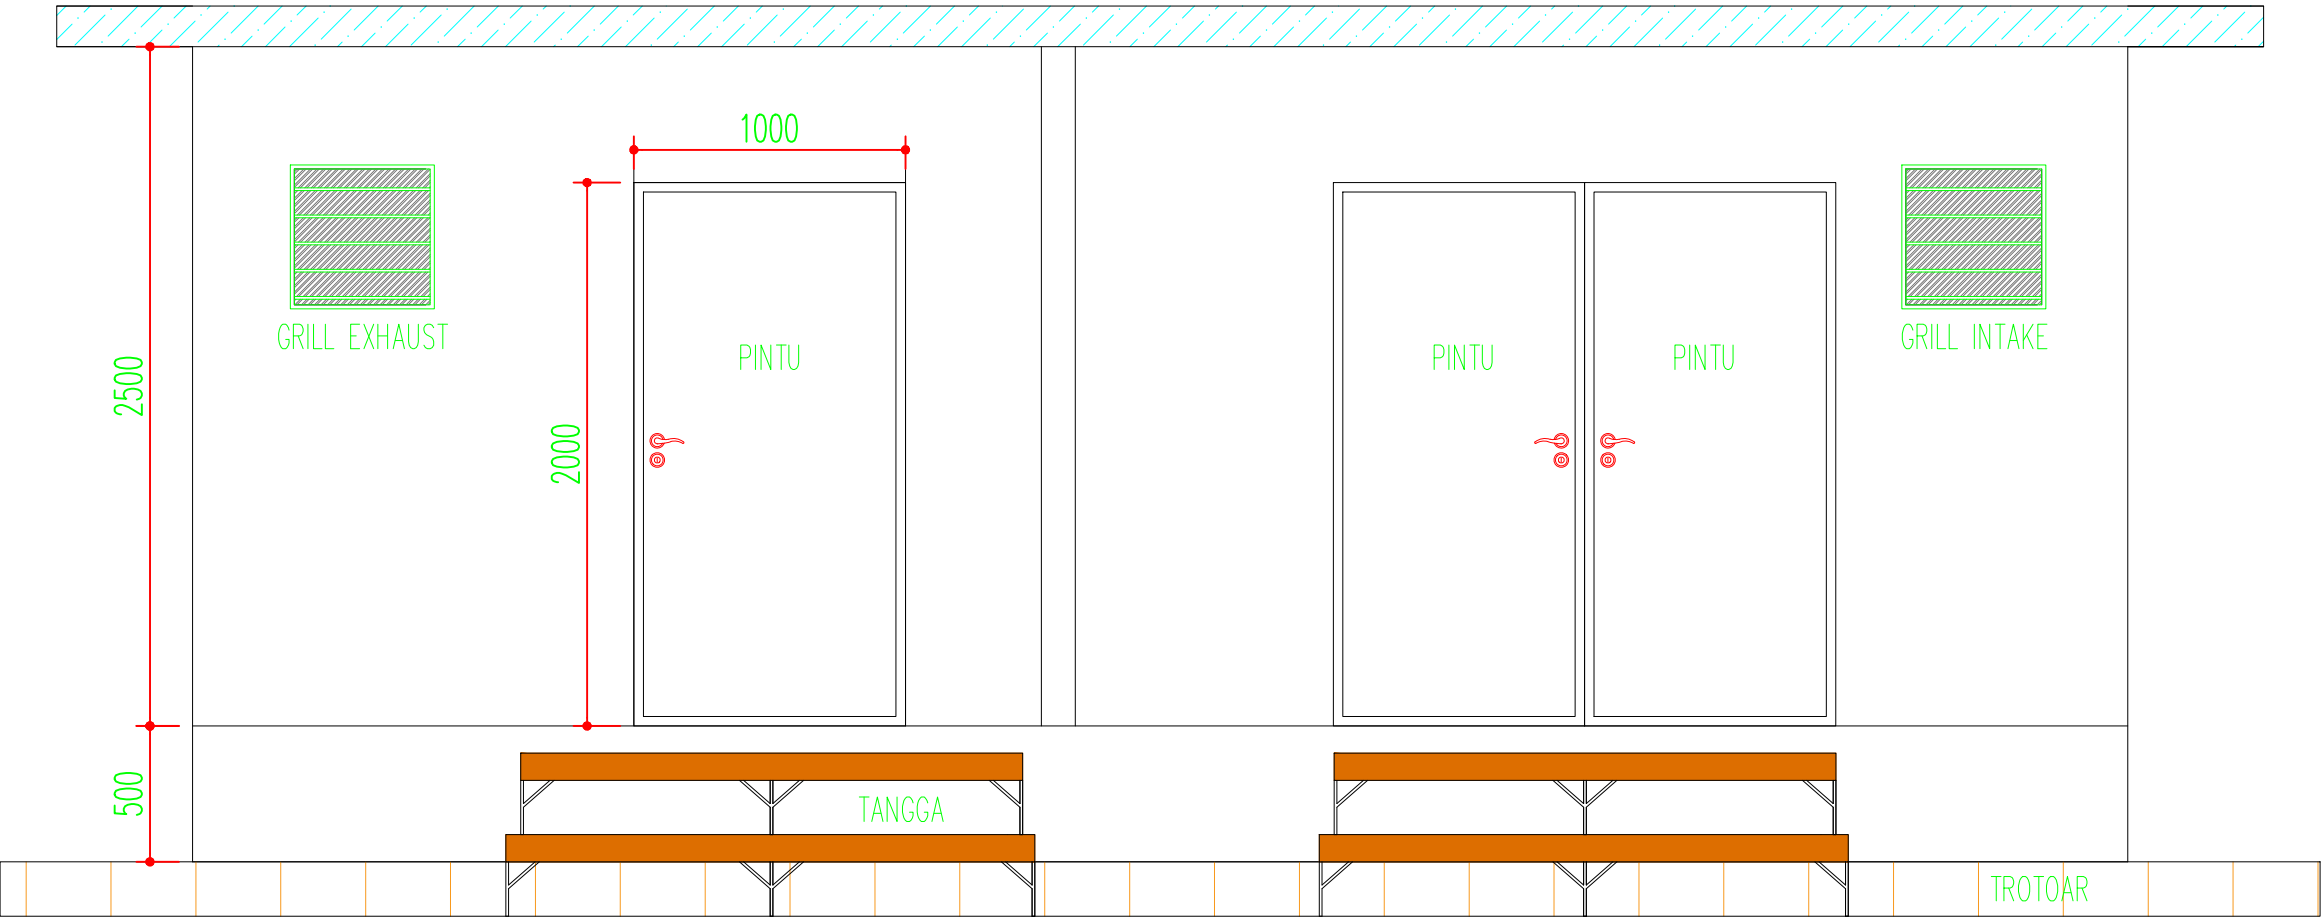 1000
GRILL EXHAUST
GRILL INTAKE
PINTU
PINTU
PINTU
2500
2000
500
TANGGA
TROTOAR